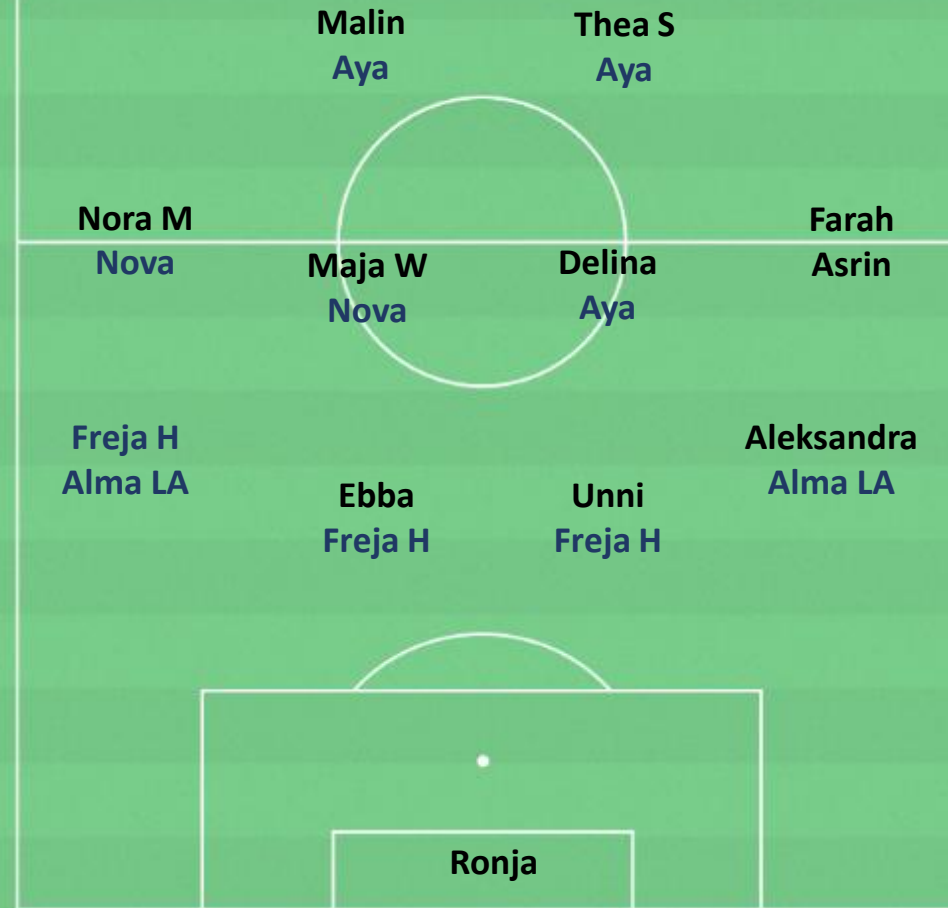 Malin
Aya
Thea S
Aya
Nora M
Nova
Maja W
Nova
Delina
Aya
Farah
Asrin
Freja H
Alma LA
Ebba
Freja H
Unni
Freja H
Aleksandra
Alma LA
Ronja